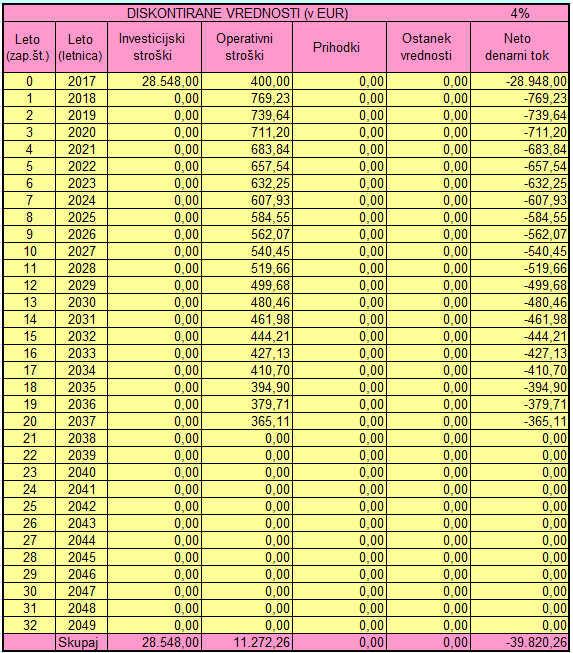 DISKONTIRANE VREDNOSTI (v EUR) 4%
Leto (zap.št.) Leto (letnica) Investicijski stroški Operativni stroški Prihodki Ostanek vrednosti Neto denarni tok
0 2017 28.548,00 400,00 0,00 0,00 -28.948,00
1 2018 0,00 769,23 0,00 0,00 -769,23
2 2019 0,00 739,64 0,00 0,00 -739,64
3 2020 0,00 711,20 0,00 0,00 -711,20
4 2021 0,00 683,84 0,00 0,00 -683,84
5 2022 0,00 657,54 0,00 0,00 -657,54
6 2023 0,00 632,25 0,00 0,00 -632,25
7 2024 0,00 607,93 0,00 0,00 -607,93
8 2025 0,00 584,55 0,00 0,00 -584,55
9 2026 0,00 562,07 0,00 0,00 -562,07
10 2027 0,00 540,45 0,00 0,00 -540,45
11 2028 0,00 519,66 0,00 0,00 -519,66
12 2029 0,00 499,68 0,00 0,00 -499,68
13 2030 0,00 480,46 0,00 0,00 -480,46
14 2031 0,00 461,98 0,00 0,00 -461,98
15 2032 0,00 444,21 0,00 0,00 -444,21
16 2033 0,00 427,13 0,00 0,00 -427,13
17 2034 0,00 410,70 0,00 0,00 -410,70
18 2035 0,00 394,90 0,00 0,00 -394,90
19 2036 0,00 379,71 0,00 0,00 -379,71
20 2037 0,00 365,11 0,00 0,00 -365,11
21 2038 0,00 0,00 0,00 0,00 0,00
22 2039 0,00 0,00 0,00 0,00 0,00
23 2040 0,00 0,00 0,00 0,00 0,00
24 2041 0,00 0,00 0,00 0,00 0,00
25 2042 0,00 0,00 0,00 0,00 0,00
26 2043 0,00 0,00 0,00 0,00 0,00
27 2044 0,00 0,00 0,00 0,00 0,00
28 2045 0,00 0,00 0,00 0,00 0,00
29 2046 0,00 0,00 0,00 0,00 0,00
30 2047 0,00 0,00 0,00 0,00 0,00
31 2048 0,00 0,00 0,00 0,00 0,00
32 2049 0,00 0,00 0,00 0,00 0,00
Skupaj 28.548,00 11.272,26 0,00 0,00 -39.820,26